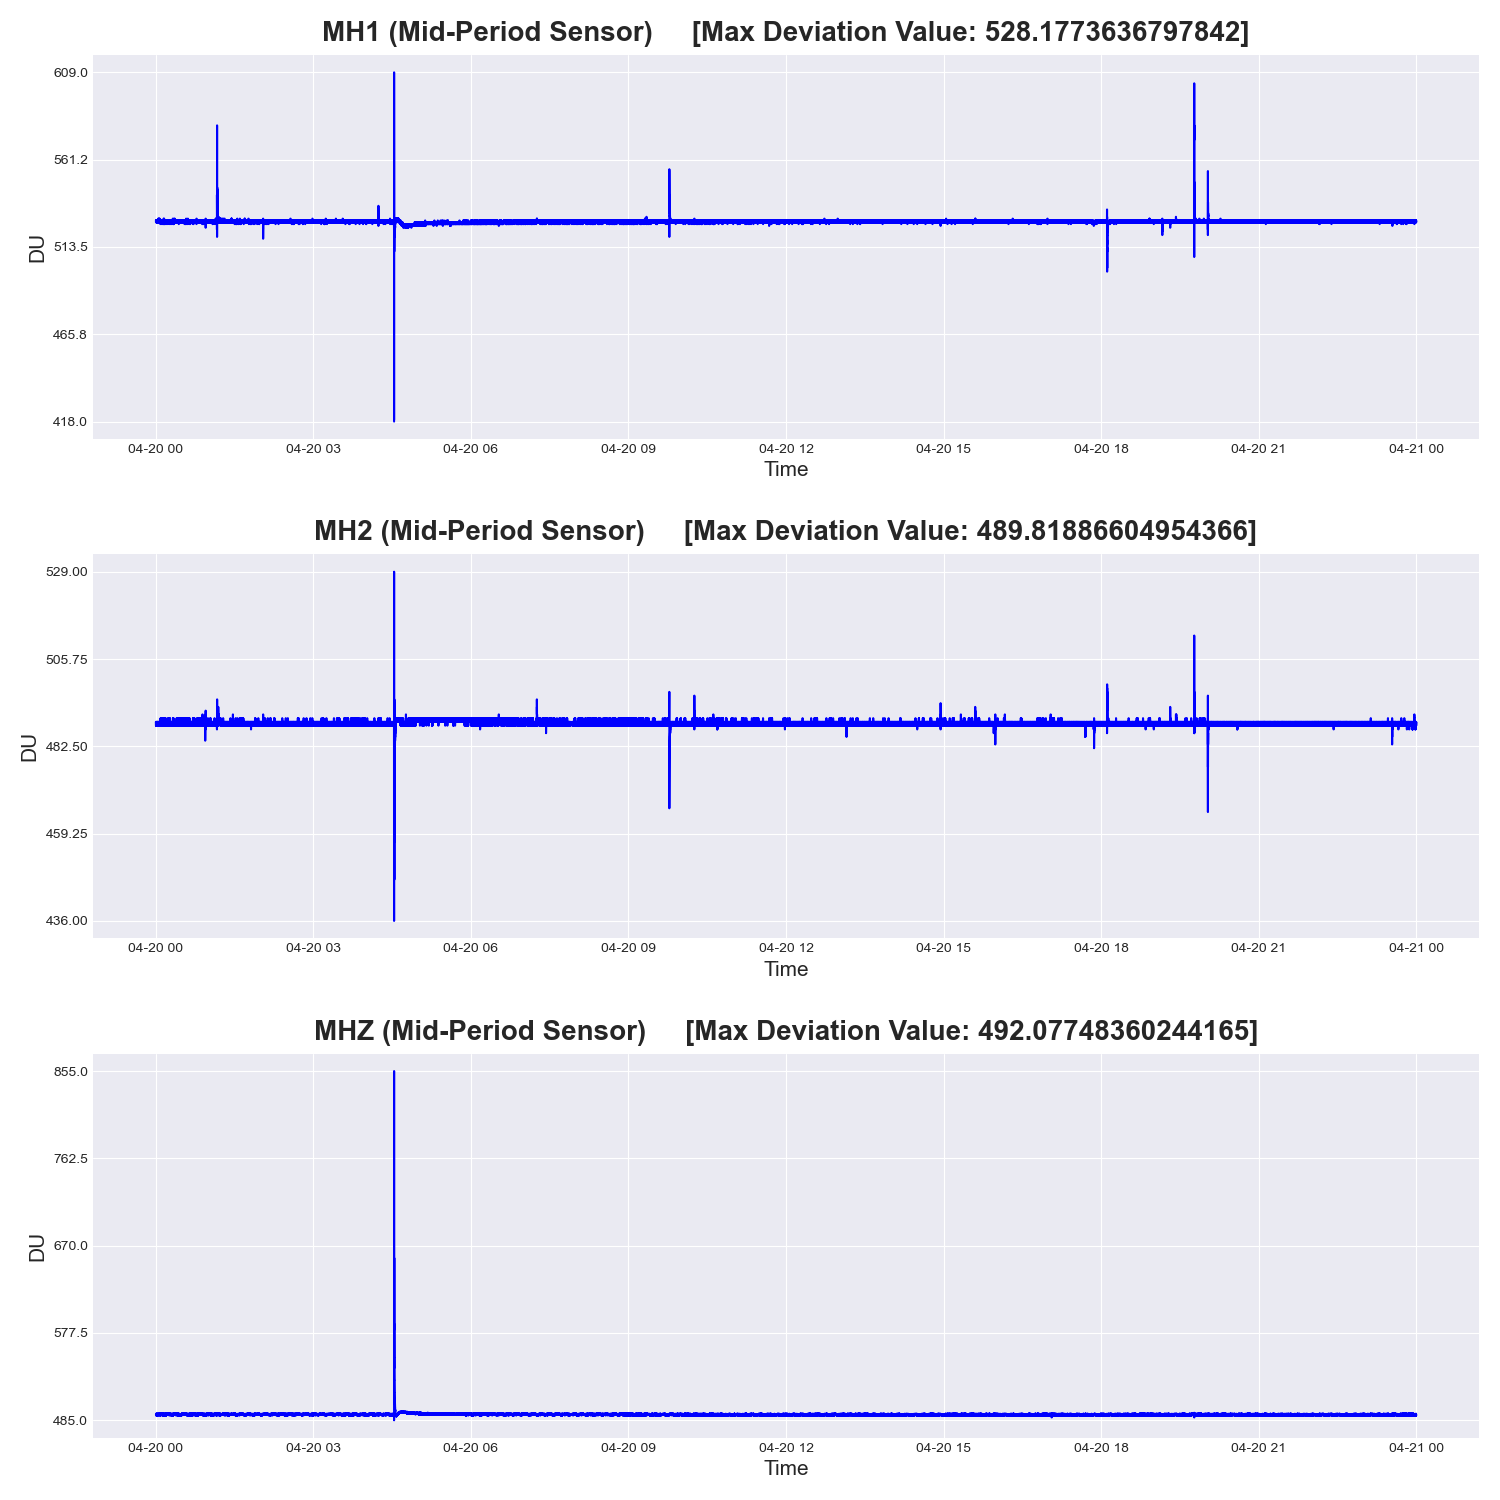 MH1 (Mid-Period Sensor) [Max Deviation Value: 528.1773636797842]
609.0
561.2
513.5
465.8
418.0
DU
04-20 00 04-20 03 04-20 06 04-20 09 04-20 12 04-20 15 04-20 18 04-20 21 04-21 00
Time
MH2 (Mid-Period Sensor) [Max Deviation Value: 489.81886604954366]
529.00
505.75
482.50
459.25
436.00
DU
04-20 00 04-20 03 04-20 06 04-20 09 04-20 12 04-20 15 04-20 18 04-20 21 04-21 00
Time
MHZ (Mid-Period Sensor) [Max Deviation Value: 492.07748360244165]
855.0
762.5
670.0
577.5
485.0
DU
04-20 00 04-20 03 04-20 06 04-20 09 04-20 12 04-20 15 04-20 18 04-20 21 04-21 00
Time